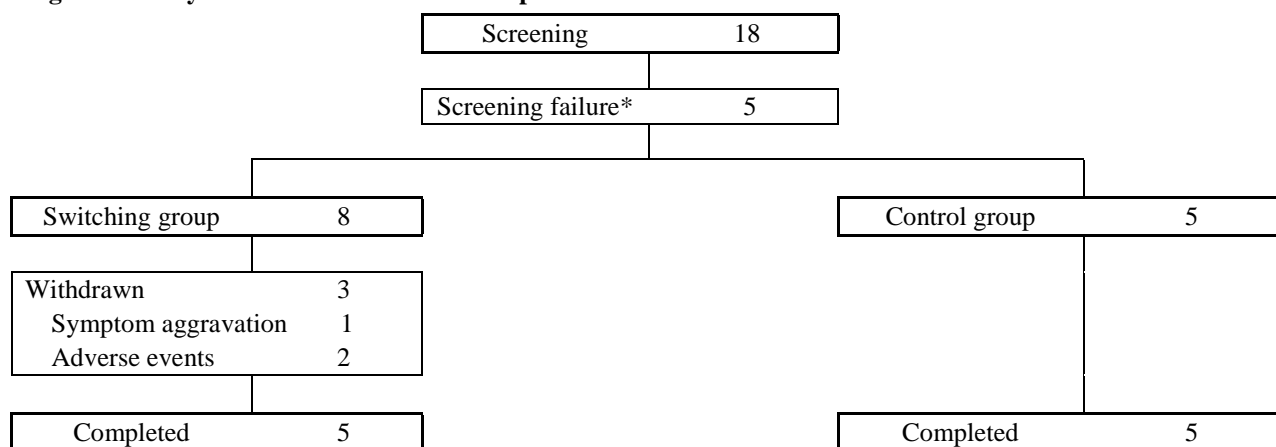 Screening 18
Screening failure* 5
Switching group 8
Control group 5
Withdrawn 3
Symptom aggravation 1
Adverse events 2
Completed 5
Completed 5